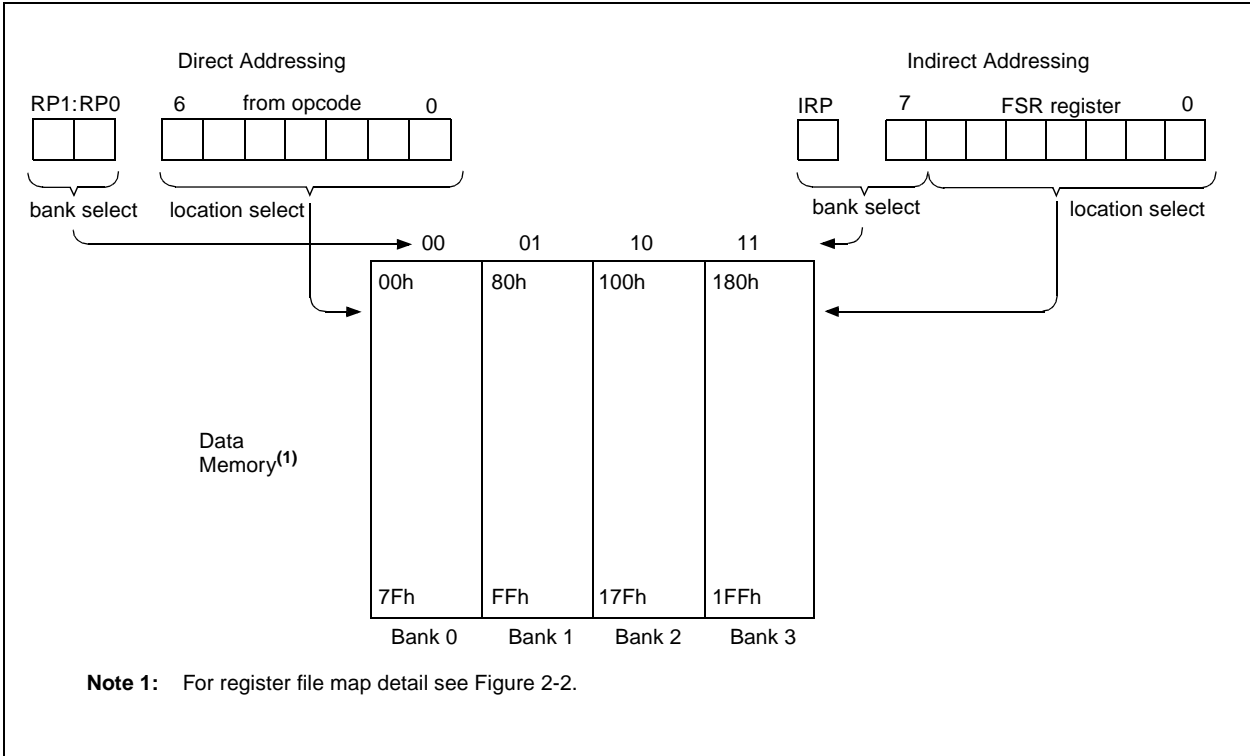 Direct Addressing
Indirect Addressing
RP1:RP0
6 from opcode 0
IRP
7 FSR register 0
bank select
location select
bank select
location select
00 01 10 11
00h 80h 100h 180h
Data
Memory(1)
7Fh FFh 17Fh 1FFh
Bank 0 Bank 1 Bank 2 Bank 3
Note 1: For register file map detail see Figure 2-2.